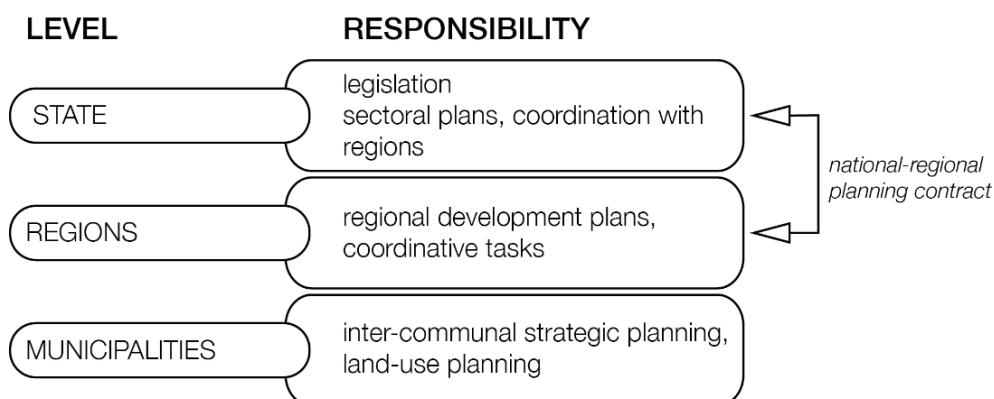 LEVEL RESPONSIBILITY
STATE
legislation
sectoral plans, coordination with
regions
national-regional
planning contract
REGIONS
regional development plans,
coordinative tasks
MUNICIPALITIES
inter-communal strategic planning,
land-use planning